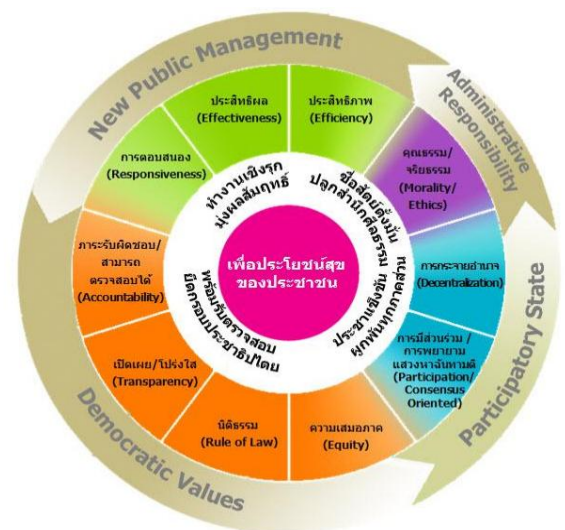 New Public Management
Administrative
Responsibility
Participatory State
Democratic Values
ประสิทธิภาพ
(Efficiency)
คุณธรรม/
จริยธรรม
(Morality/
Ethics)
การกระจายอำนาจ
(Decentralization)
การมีส่วนร่วม /
การพยายาม
แสวงหาฉันทามติ
(Participation/
Consensus
Oriented)
ความเสมอภาค
(Equity)
นิติธรรม
(Rule of Law)
เปิดเผย/โปร่งใส
(Transparency)
ภาระรับผิดชอบ/
สามารถ
ตรวจสอบได้
(Accountability)
การตอบสนอง
(Responsiveness)
ประสิทธิผล
(Effectiveness)
ทำงานเชิงรุก
มุ่งผลสัมฤทธิ์
ซื่อสัตย์ตั้งมั่น
ปลูกสำนึกศีลธรรม
ประชาแข็งขัน
ผูกพันทุกภาคส่วน
พร้อมรับตรวจสอบ
ยึดกรอบประชาธิปไตย
เพื่อประโยชน์สุข
ของประชาชน